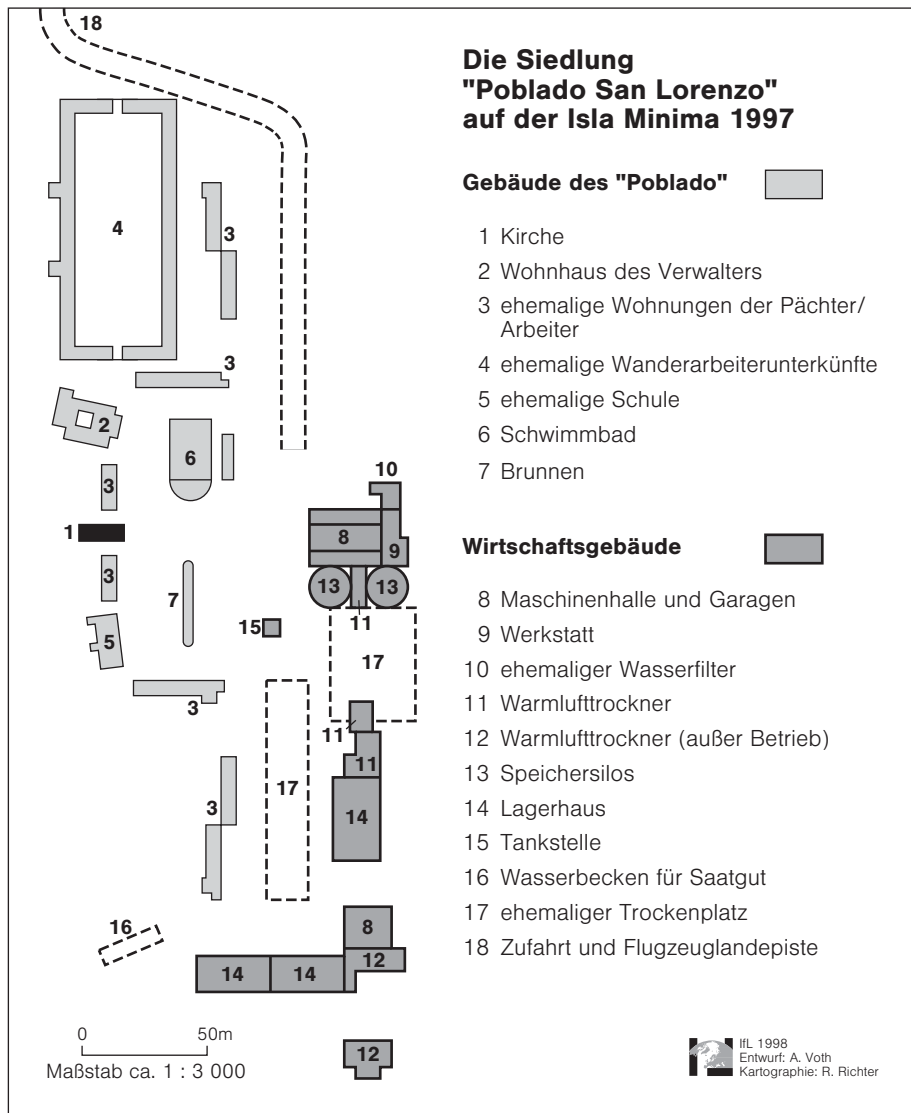 Die Siedlung
"Poblado San Lorenzo"
auf der Isla Minima 1997
Gebäude des "Poblado"
1 Kirche
2 Wohnhaus des Verwalters
3 ehemalige Wohnungen der Pächter/
Arbeiter
4 ehemalige Wanderarbeiterunterkünfte
5 ehemalige Schule
6 Schwimmbad
7 Brunnen
Wirtschaftsgebäude
8 Maschinenhalle und Garagen
9 Werkstatt
10 ehemaliger Wasserfilter
11 Warmlufttrockner
12 Warmlufttrockner (außer Betrieb)
13 Speichersilos
14 Lagerhaus
15 Tankstelle
16 Wasserbecken für Saatgut
17 ehemaliger Trockenplatz
18 Zufahrt und Flugzeuglandepiste
18
4
3
3
2
6
3
10
1
8
9
3
13
13
7
15
11
5
17
3
11
11
17
3
14
16
8
12
14
14
12
0 50m
Maßstab ca. 1 : 3 000
IfL 1998
Entwurf: A. Voth
Kartographie: R. Richter